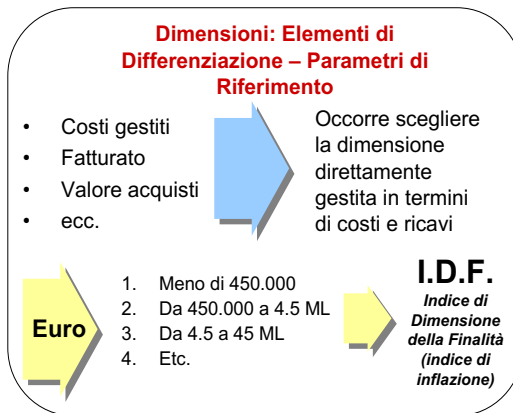 Dimensioni: Elementi di
Differenziazione – Parametri di
Riferimento
• Costi gestiti
• Fatturato
• Valore acquisti
• ecc.
Occorre scegliere
la dimensione
direttamente
gestita in termini
di costi e ricavi
Euro
1. Meno di 450.000
2. Da 450.000 a 4.5 ML
3. Da 4.5 a 45 ML
4. Etc.
I.D.F.
Indice di
Dimensione
della Finalità
(indice di
inflazione)